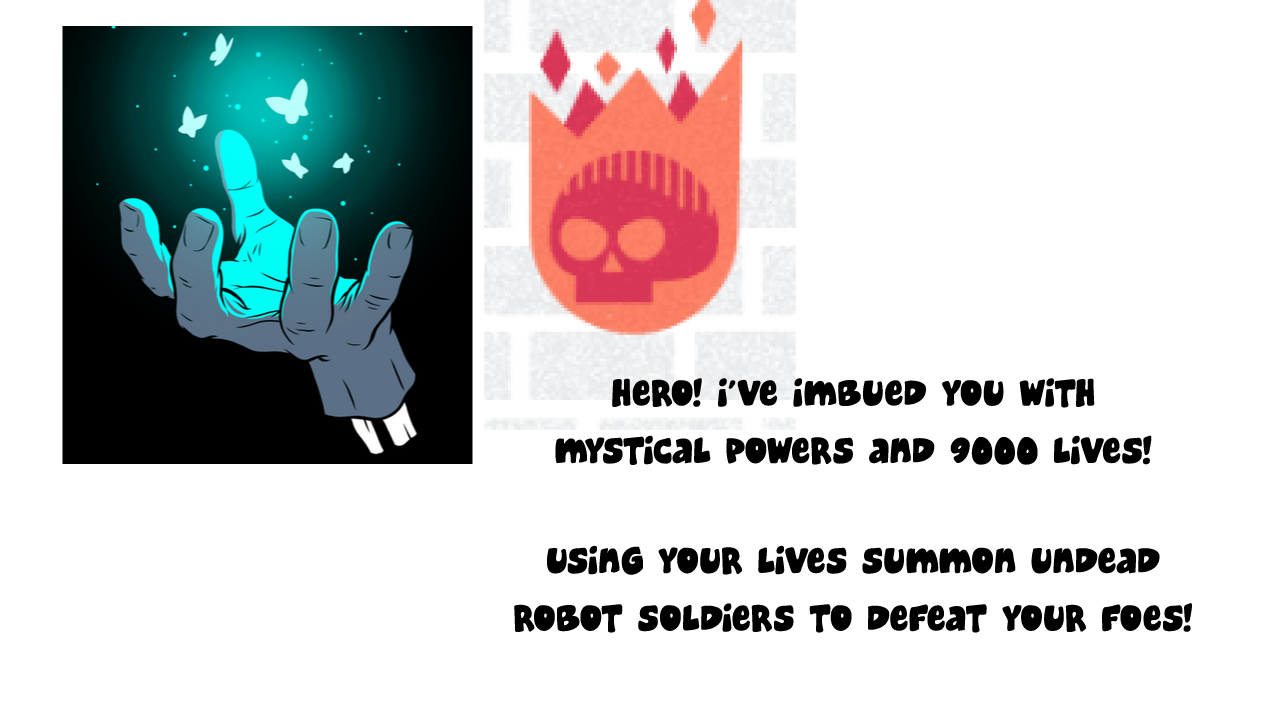 HERO! I'VE IMBUED YOU WITH
MYSTICAL POWERS AND 9000 LIVES!
USING YOUR LIVES SUMMON UNDEAD
ROBOT SOLDIERS TO DEFEAT YOUR FOES!